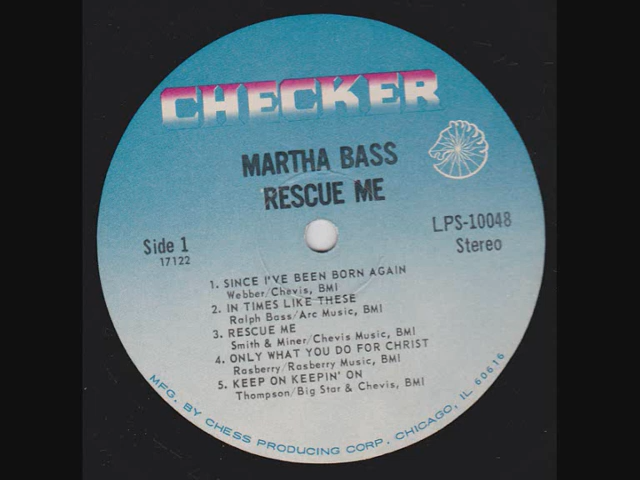 CHECKER
MARTHA BASS
RESCUE ME
LPS-10048
Stereo
Side 1
17122
1. SINCE I'VE BEEN BORN AGAIN
Webber/Chevis, BMI
2. IN TIMES LIKE THESE
Ralph Bass/Arc Music, BMI
3. RESCUE ME
Smith & Miner/Chevis Music, BMI
4. ONLY WHAT YOU DO FOR CHRIST
Rasberry/Rasberry Music, BMI
5. KEEP ON KEEPIN' ON
Thompson/Big Star & Chevis, BMI
MFG. BY CHESS PRODUCING CORP. CHICAGO, IL 60616